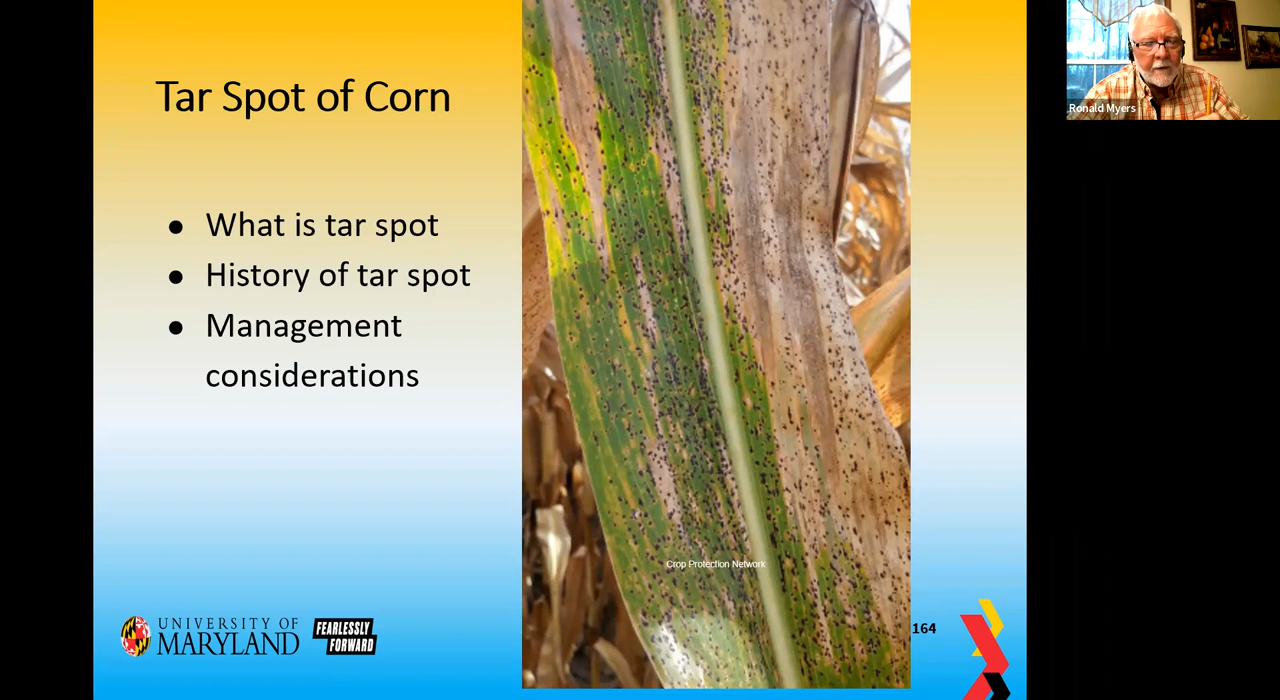 Tar Spot of Corn
● What is tar spot
● History of tar spot
● Management
considerations
Crop Protection Network
UNIVERSITY OF
MARYLAND
FEARLESSLY
FORWARD
164
Ronald Myers